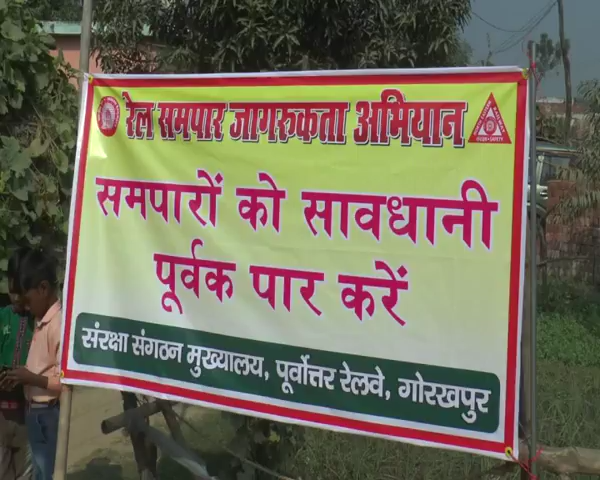 रेल समपार जागरुकता अभियान
समपारों को सावधानी
पूर्वक पार करें
संरक्षा संगठन मुख्यालय, पूर्वोत्तर रेलवे, गोरखपुर